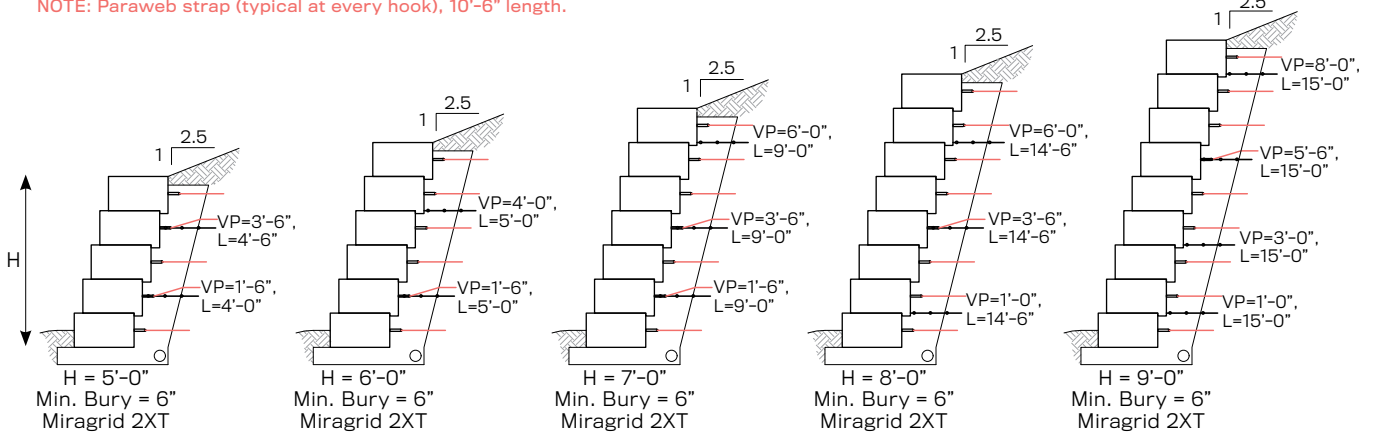 NOTE: Paraweb strap (typical at every hook), 10'-6" length.
H
1
2.5
VP=3'-6",
L=4'-6"
VP=1'-6",
L=4'-0"
H = 5'-0"
Min. Bury = 6"
Miragrid 2XT
1
2.5
VP=4'-0",
L=5'-0"
VP=1'-6",
L=5'-0"
H = 6'-0"
Min. Bury = 6"
Miragrid 2XT
1
2.5
VP=6'-0",
L=9'-0"
VP=3'-6",
L=9'-0"
VP=1'-6",
L=9'-0"
H = 7'-0"
Min. Bury = 6"
Miragrid 2XT
1
2.5
VP=6'-0",
L=14'-6"
VP=3'-6",
L=14'-6"
VP=1'-0",
L=14'-6"
H = 8'-0"
Min. Bury = 6"
Miragrid 2XT
1
2.5
VP=8'-0",
L=15'-0"
VP=5'-6",
L=15'-0"
VP=3'-0",
L=15'-0"
VP=1'-0",
L=15'-0"
H = 9'-0"
Min. Bury = 6"
Miragrid 2XT